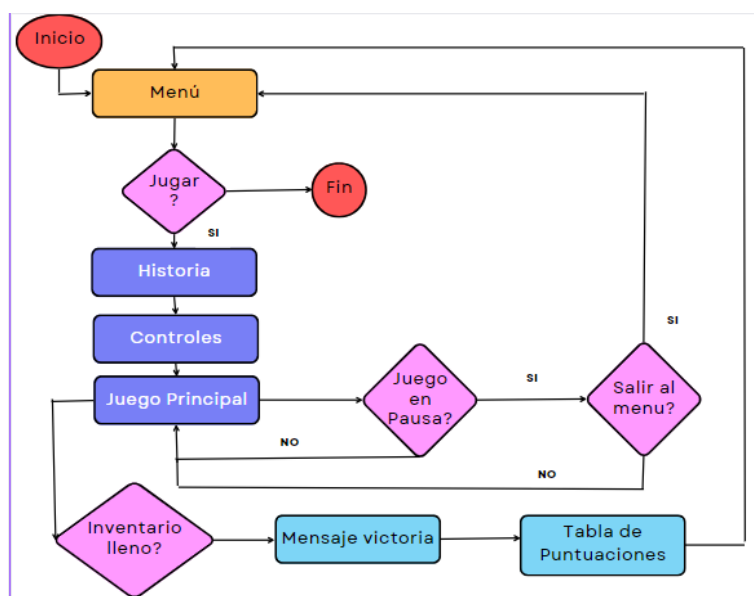 Inicio
Menú
Jugar
?
Fin
SI
Historia
Controles
Juego Principal
Juego
en
Pausa?
SI
Salir al
menu?
SI
NO
NO
Inventario
lleno?
Mensaje victoria
Tabla de
Puntuaciones